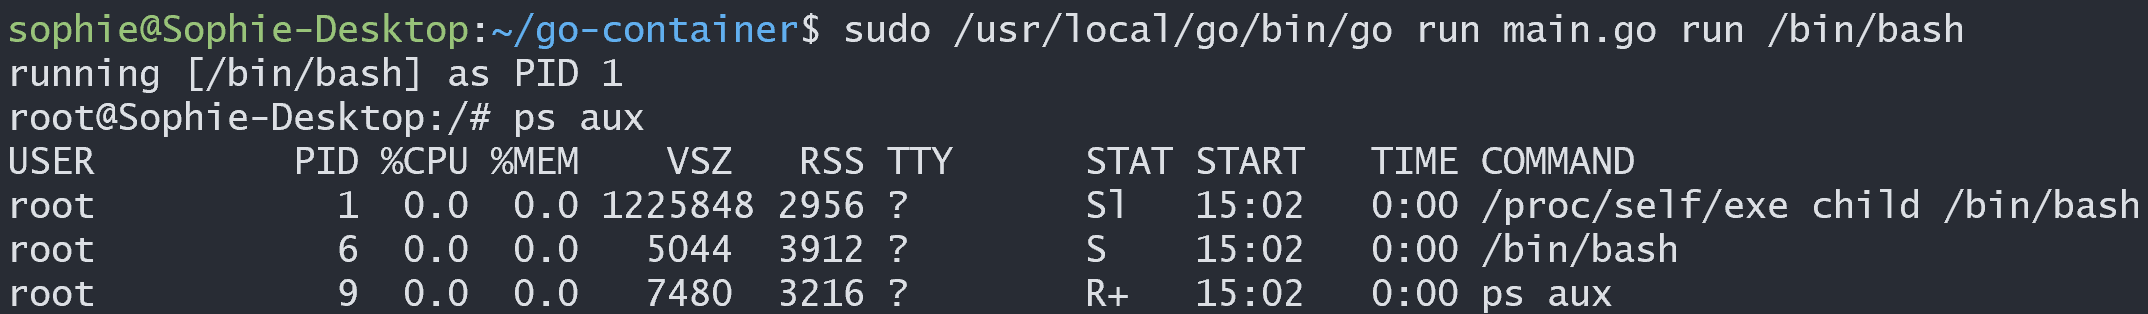 sophie@Sophie-Desktop:~/go-container$ sudo /usr/local/go/bin/go run main.go run /bin/bash
running [/bin/bash] as PID 1
root@Sophie-Desktop:/# ps aux
USER         PID %CPU %MEM    VSZ   RSS TTY      STAT START   TIME COMMAND
root           1  0.0  0.0 1225848 2956 ?        Sl   15:02   0:00 /proc/self/exe child /bin/bash
root           6  0.0  0.0   5044  3912 ?        S    15:02   0:00 /bin/bash
root           9  0.0  0.0   7480  3216 ?        R+   15:02   0:00 ps aux